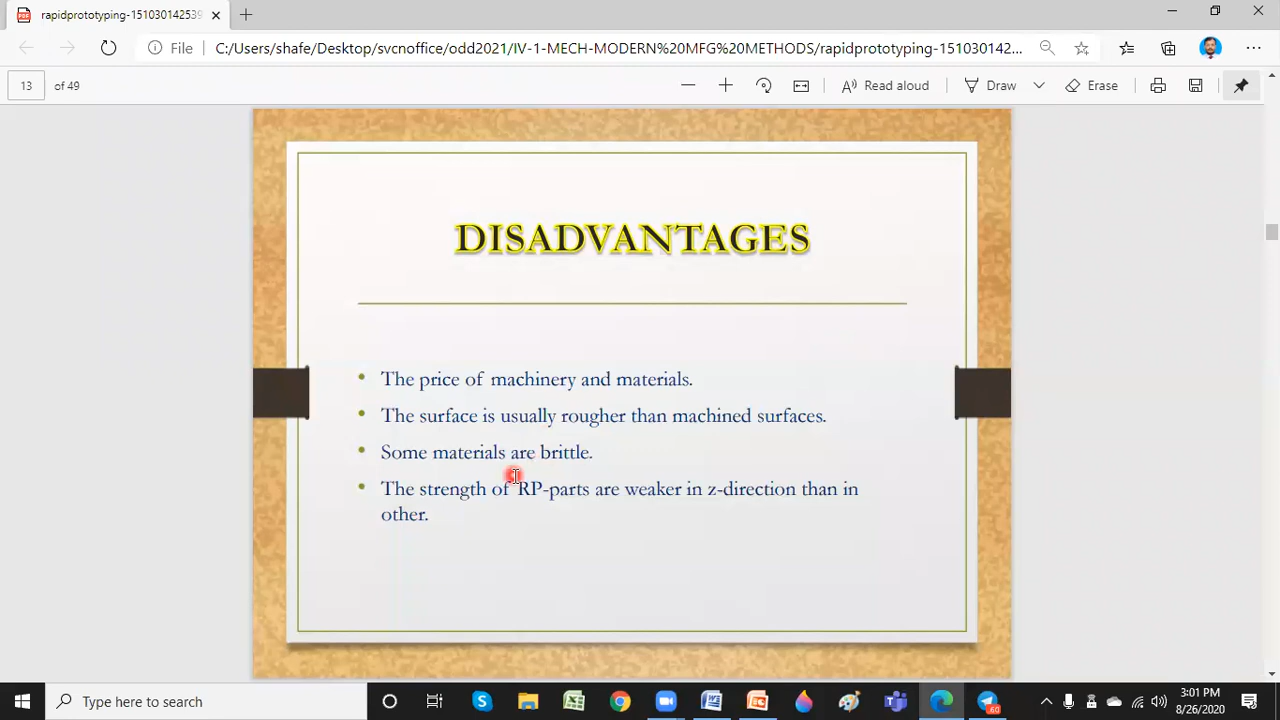 rapidprototyping-151030142539
File C:/Users/shafe/Desktop/svcnoffice/odd2021/IV-1-MECH-MODERN%20MFG%20METHODS/rapidprototyping-151030142...
13 of 49 Read aloud Draw Erase
DISADVANTAGES
• The price of machinery and materials.
• The surface is usually rougher than machined surfaces.
• Some materials are brittle.
• The strength of RP-parts are weaker in z-direction than in
other.
Type here to search
3:01 PM
8/26/2020